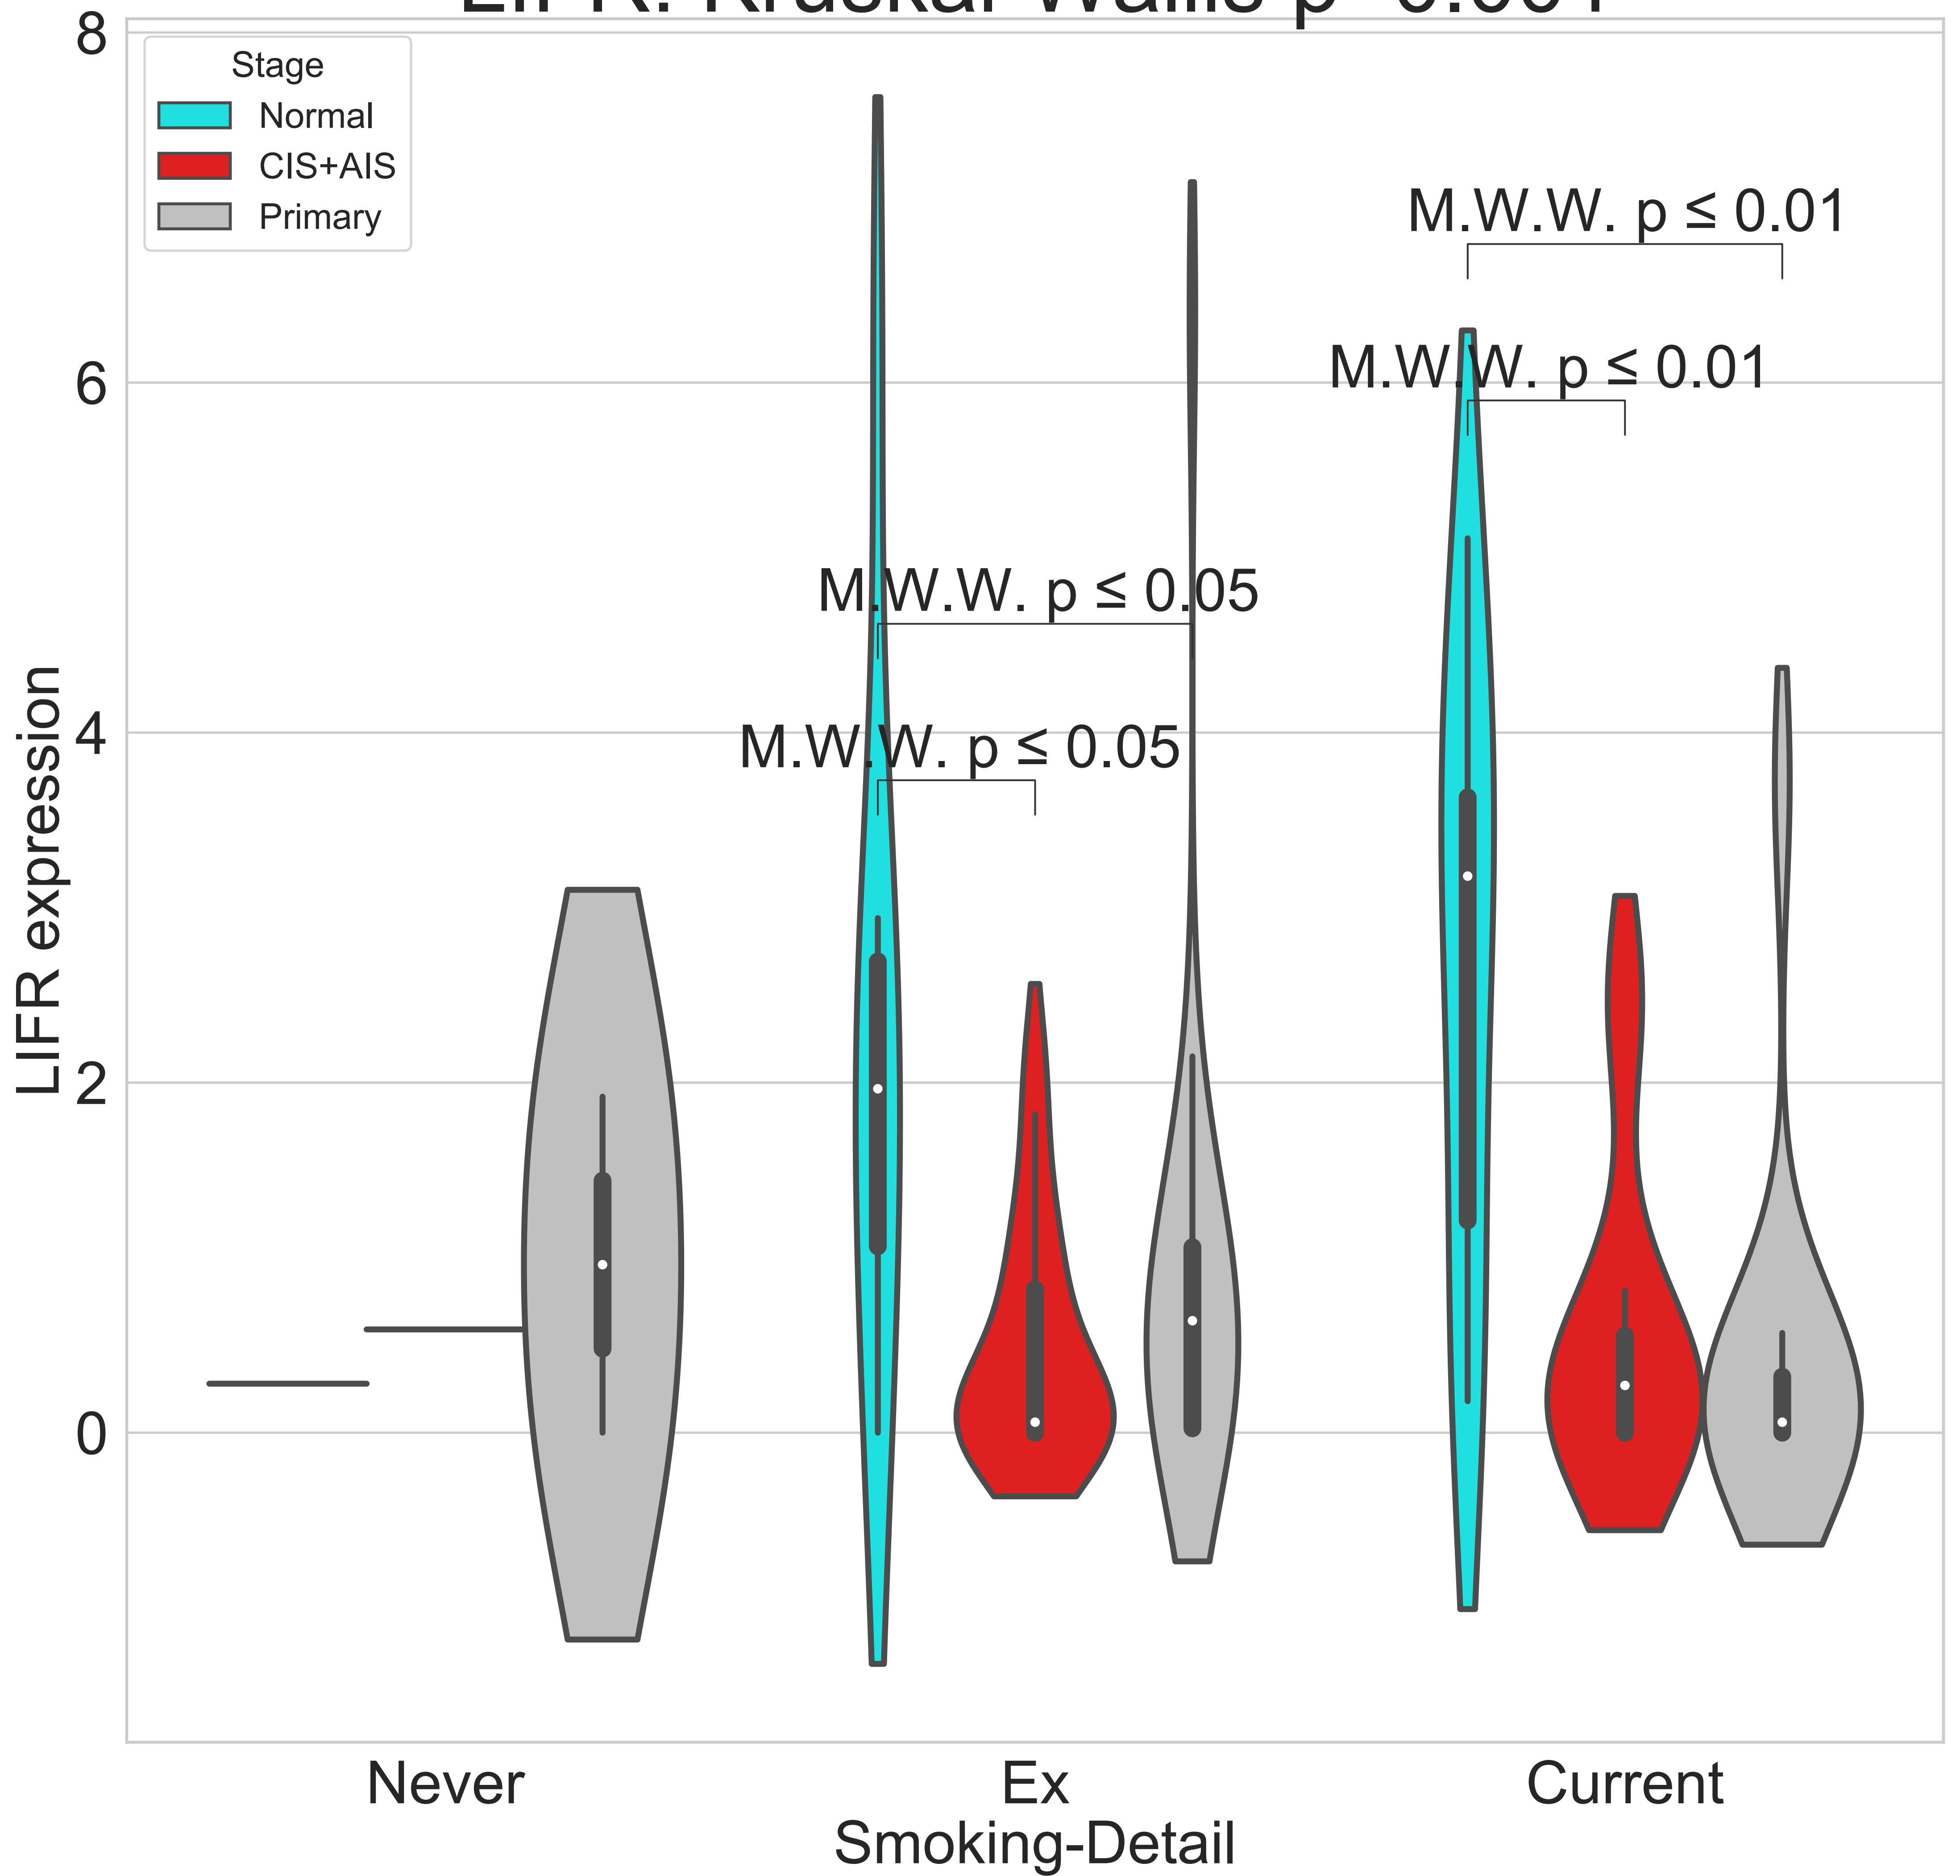 8
Stage
Normal
CIS+AIS
Primary
M.W.W. p ≤ 0.01
6
M.W.W. p ≤ 0.01
M.W.W. p ≤ 0.05
4
M.W.W. p ≤ 0.05
LIFR expression
2
0
Never
Ex
Current
Smoking-Detail